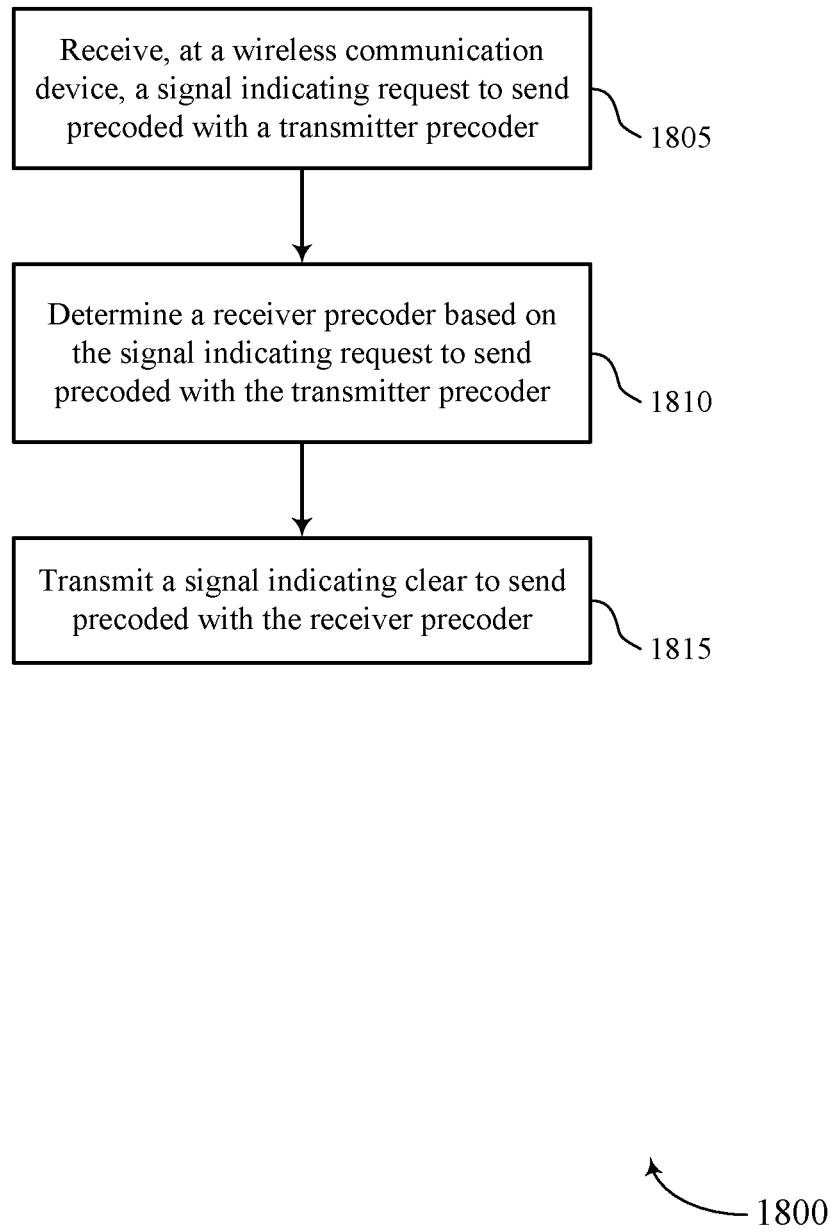 Receive, at a wireless communication
device, a signal indicating request to send
precoded with a transmitter precoder
1805
Determine a receiver precoder based on
the signal indicating request to send
precoded with the transmitter precoder
1810
Transmit a signal indicating clear to send
precoded with the receiver precoder
1815
1800